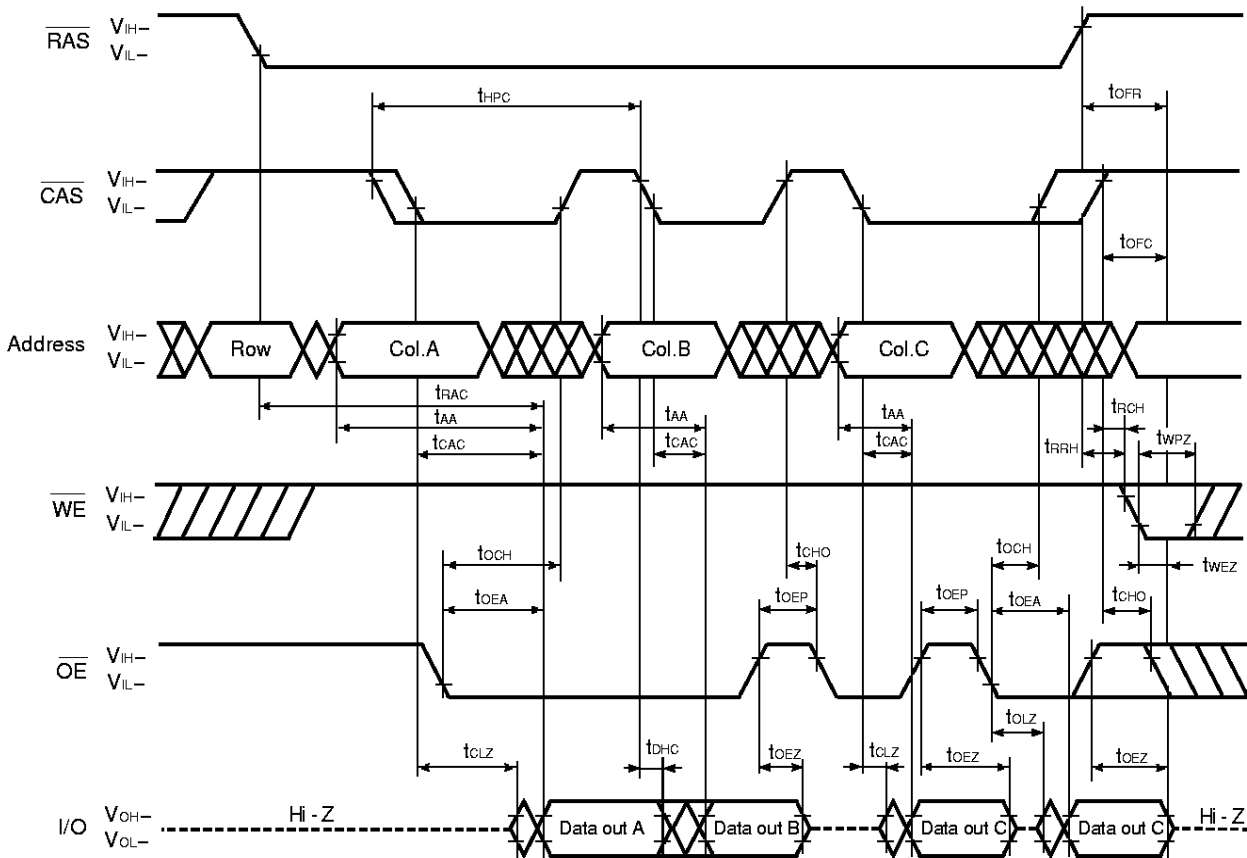 RAS
VIH–
VIL–
tHPC
tOFR
CAS
VIH–
VIL–
tOFC
Address
VIH–
VIL–
Row
Col.A
Col.B
Col.C
tRAC
tAA
tCAC
tAA
tCAC
tAA
tCAC
tRCH
tRRH
tWPZ
WE
VIH–
VIL–
tOCH
tCHO
tOCH
tWEZ
tOEA
tOEP
tOEP
tOEA
tCHO
OE
VIH–
VIL–
tCLZ
tDHC
tOEZ
tCLZ
tOEZ
tOLZ
tOEZ
I/O
VOH–
VOL–
Hi - Z
Data out A
Data out B
Data out C
Data out C
Hi - Z